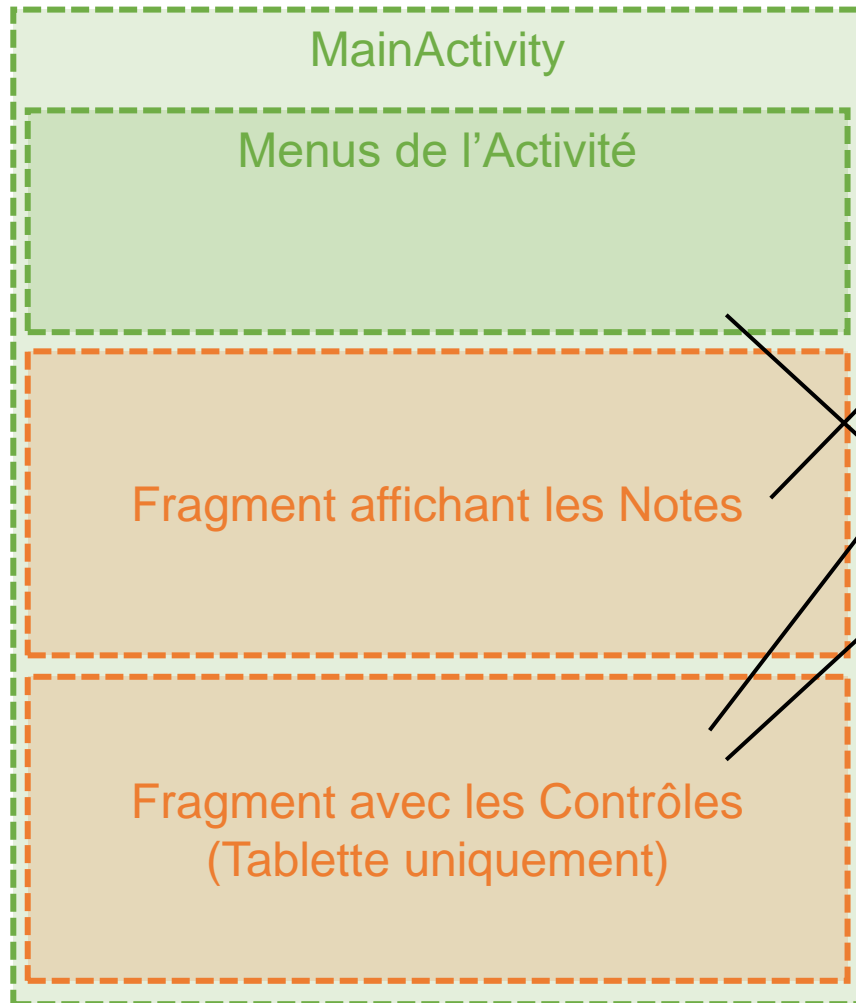 MainActivity
Menus de l’Activité
Fragment affichant les Notes
Fragment avec les Contrôles
(Tablette uniquement)